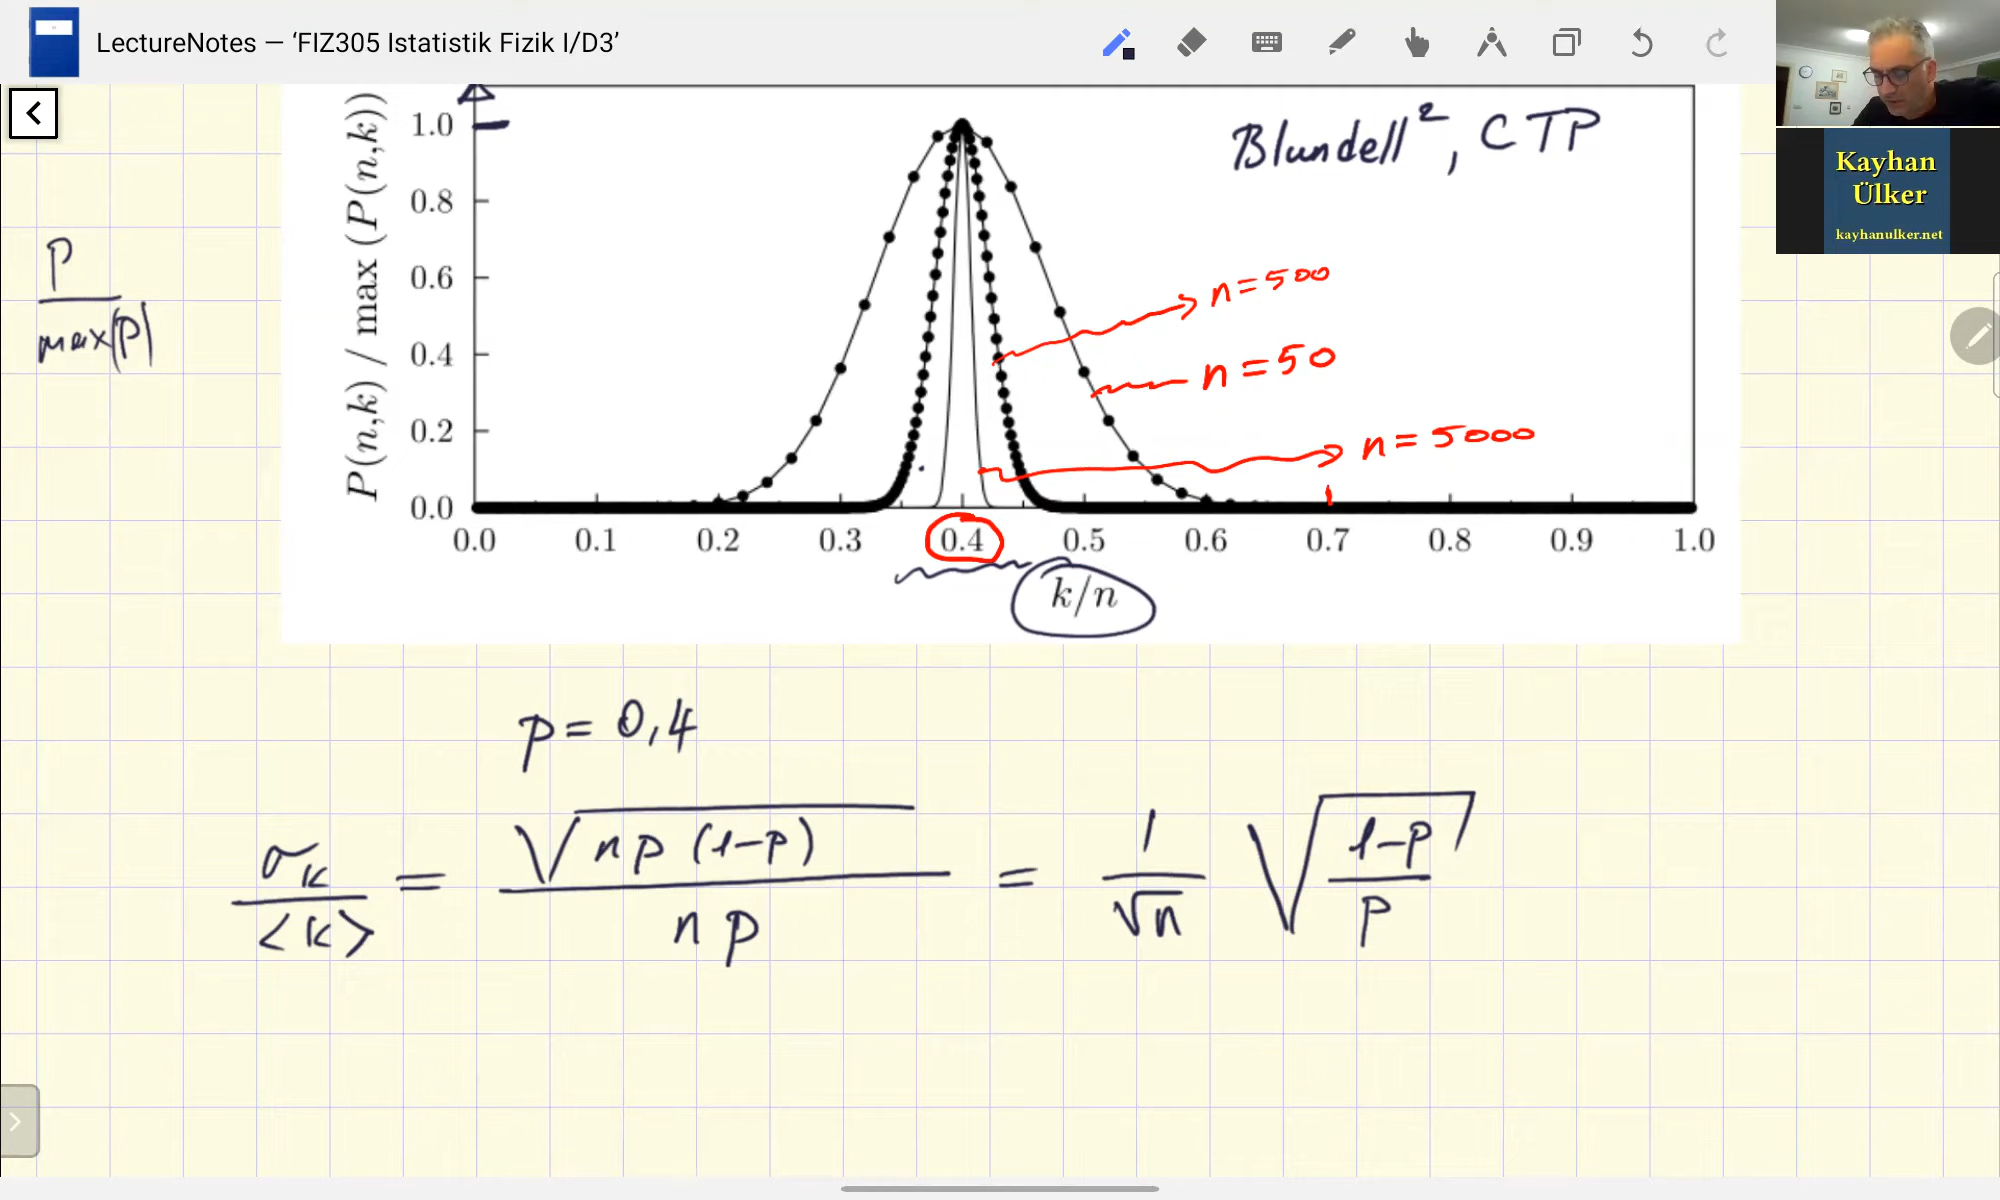 LectureNotes — ‘FIZ305 Istatistik Fizik I/D3’
Kayhan
Ülker
kayhanulker.net
Blundell², CTP
P(n,k) / max (P(n,k))
1.0
0.8
0.6
0.4
0.2
0.0
P
max(P)
n=500
n=50
n=5000
0.0 0.1 0.2 0.3 0.4 0.5 0.6 0.7 0.8 0.9 1.0
k/n
p = 0,4
σk/<k> = √np(1-p)/np = 1/√n √1-p/p